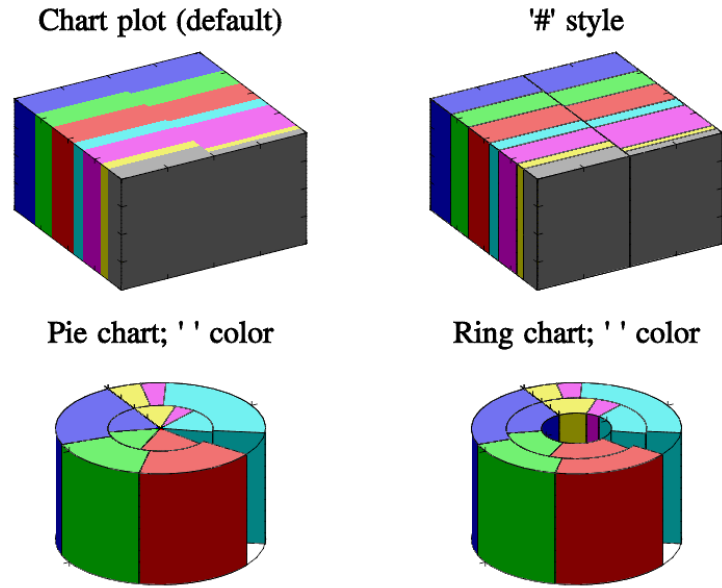 Chart plot (default)
'#' style
Pie chart; ' ' color
Ring chart; ' ' color